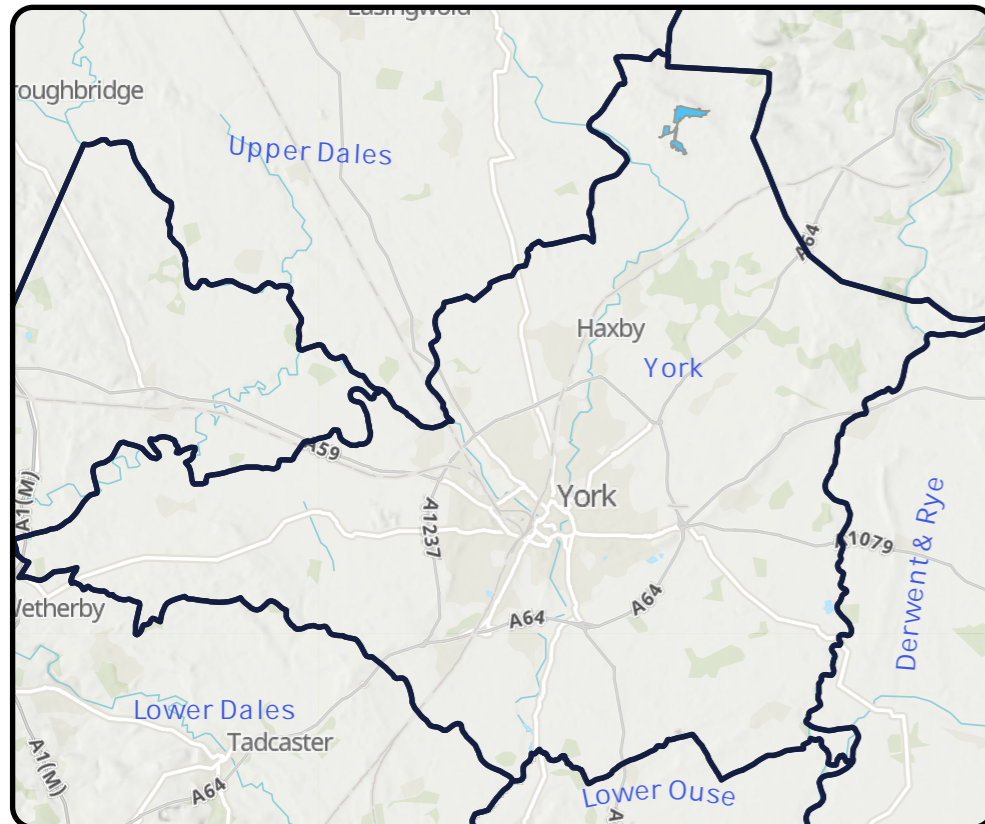 Easingwold
roughbridge
Upper Dales
A64
Haxby
York
A59
York
A1(M)
A1237
A1079
Derwent & Rye
Wetherby
A64
A64
Lower Dales
Tadcaster
A1(M)
A64
Lower Ouse
A